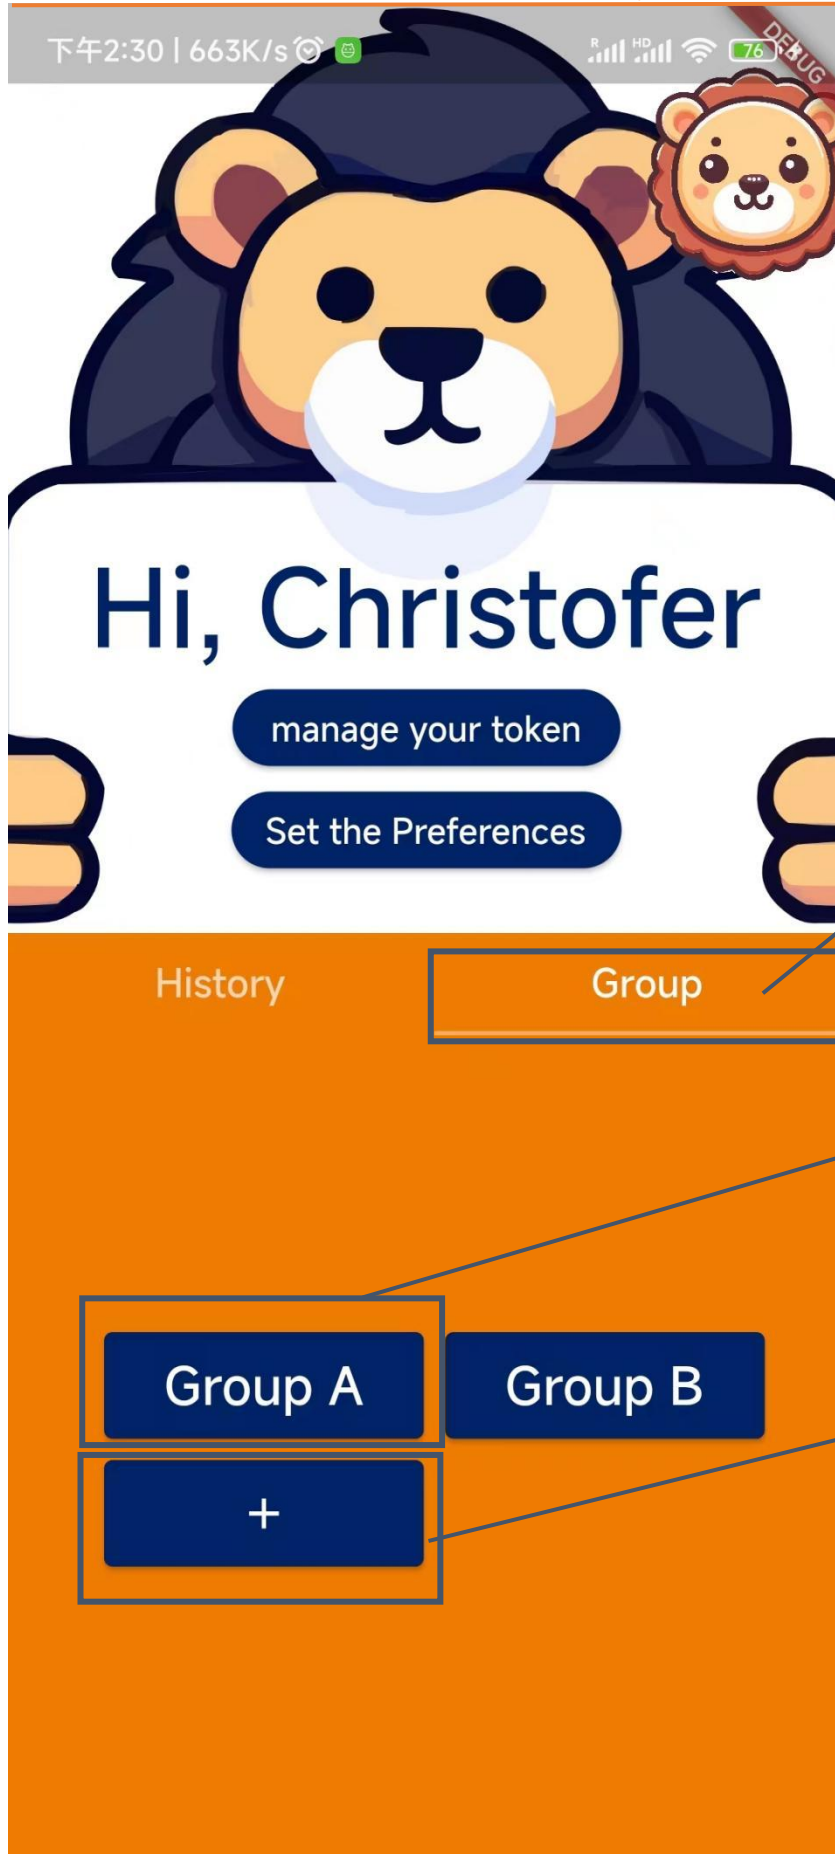 下午2:30 | 663K/s
R HD 76
DEBUG
Hi, Christofer
manage your token
Set the Preferences
History Group
Group A Group B
+